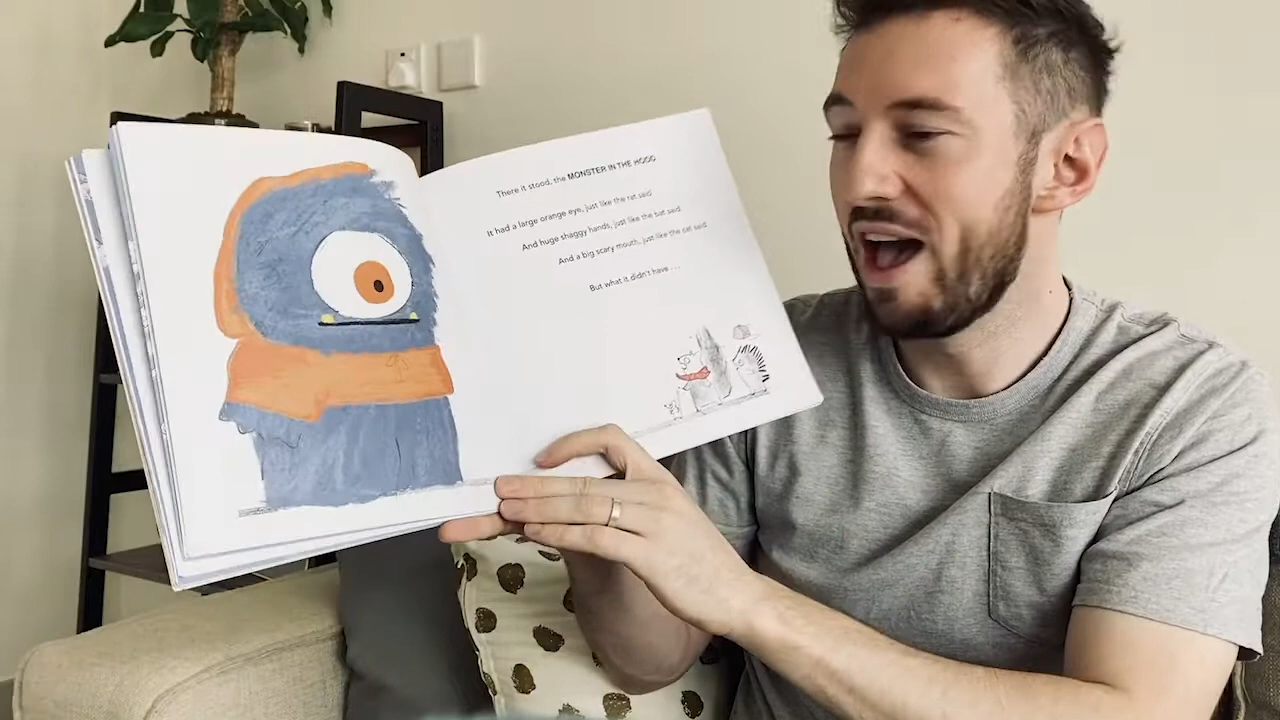 There it stood, the MONSTER IN THE HOOD
It had a large orange eye, just like the rat said
And huge shaggy hands, just like the bat said
And a big scary mouth, just like the cat said
But what it didn't have . . .